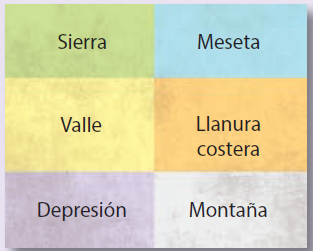 Sierra
Meseta
Valle
Llanura
costera
Depresión
Montaña